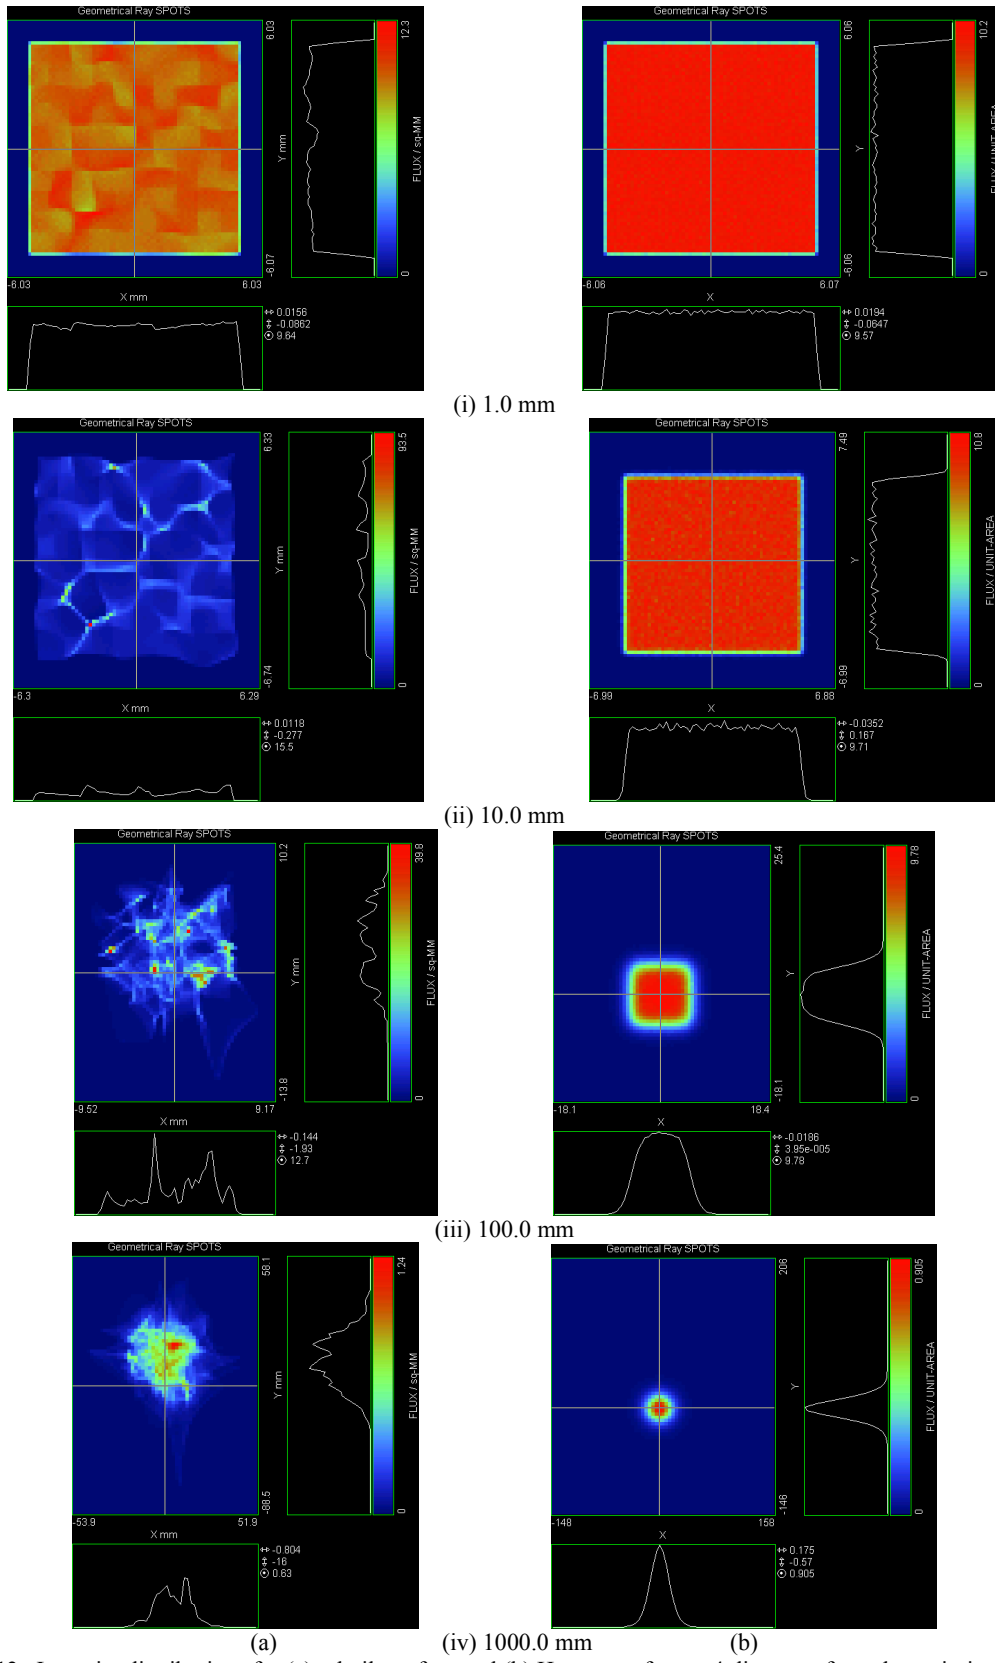 Geometrical Ray SPOTS
6.03
12.3
Y mm
FLUX / sq-MM
-6.07
0
-6.03
6.03
X mm
0.0156
-0.0862
9.64
Geometrical Ray SPOTS
6.06
10.2
Y
FLUX / UNIT-AREA
-6.06
0
-6.06
6.07
X
0.0194
-0.0647
9.57
(i) 1.0 mm
Geometrical Ray SPOTS
6.33
93.5
Y mm
FLUX / sq-MM
-6.74
0
-6.3
6.29
X mm
0.0118
-0.277
15.5
Geometrical Ray SPOTS
7.49
10.8
Y
FLUX / UNIT-AREA
-6.99
0
-6.99
6.88
X
-0.0352
0.167
9.71
(ii) 10.0 mm
Geometrical Ray SPOTS
10.2
39.8
Y mm
FLUX / sq-MM
-13.8
0
-9.52
9.17
X mm
-0.144
-1.93
12.7
Geometrical Ray SPOTS
25.4
9.78
Y
FLUX / UNIT-AREA
-18.1
0
-18.1
18.4
X
-0.0186
3.95e-005
9.78
(iii) 100.0 mm
Geometrical Ray SPOTS
58.1
1.24
Y mm
FLUX / sq-MM
-88.5
0
-53.9
51.9
X mm
-0.804
-16
0.63
Geometrical Ray SPOTS
206
0.905
Y
FLUX / UNIT-AREA
-146
0
-148
158
X
0.175
-0.57
0.905
(a) (iv) 1000.0 mm (b)